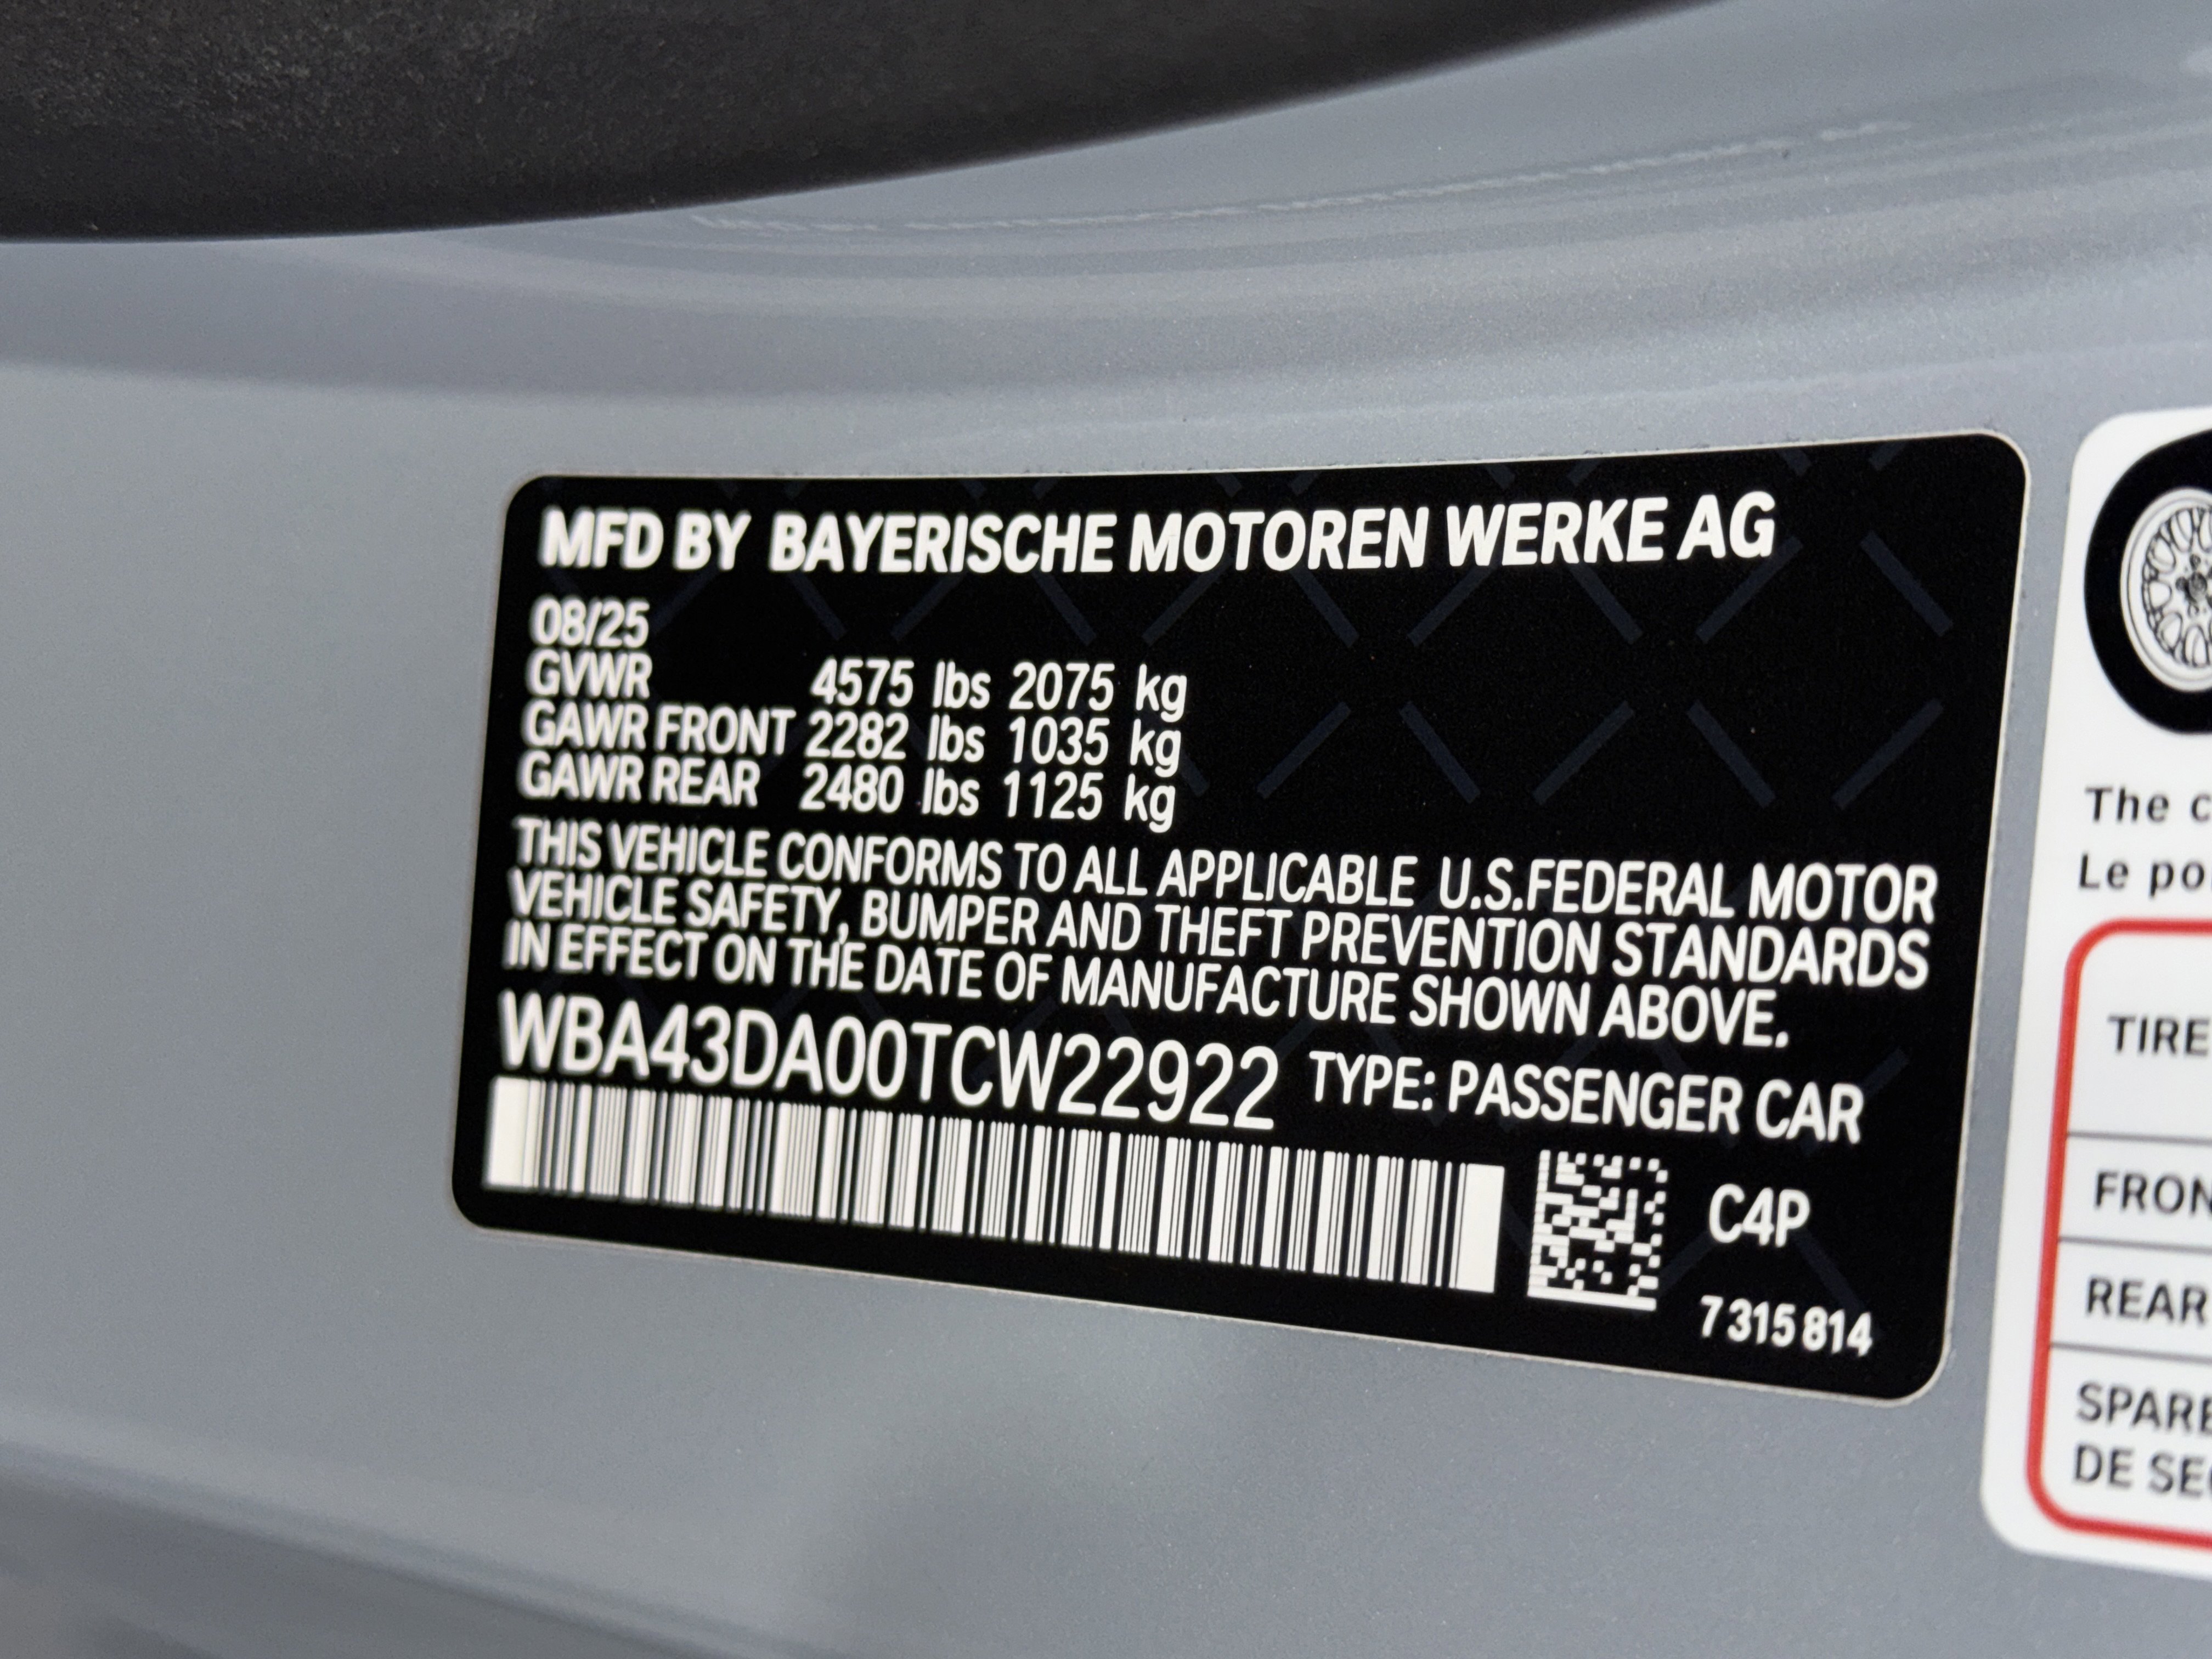 MFD BY BAYERISCHE MOTOREN WERKE AG
08/25
GVWR 4575 lbs 2075 kg
GAWR FRONT 2282 lbs 1035 kg
GAWR REAR 2480 lbs 1125 kg
THIS VEHICLE CONFORMS TO ALL APPLICABLE U.S.FEDERAL MOTOR
VEHICLE SAFETY, BUMPER AND THEFT PREVENTION STANDARDS
IN EFFECT ON THE DATE OF MANUFACTURE SHOWN ABOVE.
WBA43DA00TCW22922 TYPE: PASSENGER CAR
C4P
7 315 814
The
Le
TIRE
FRON
REAR
SPARE
DE